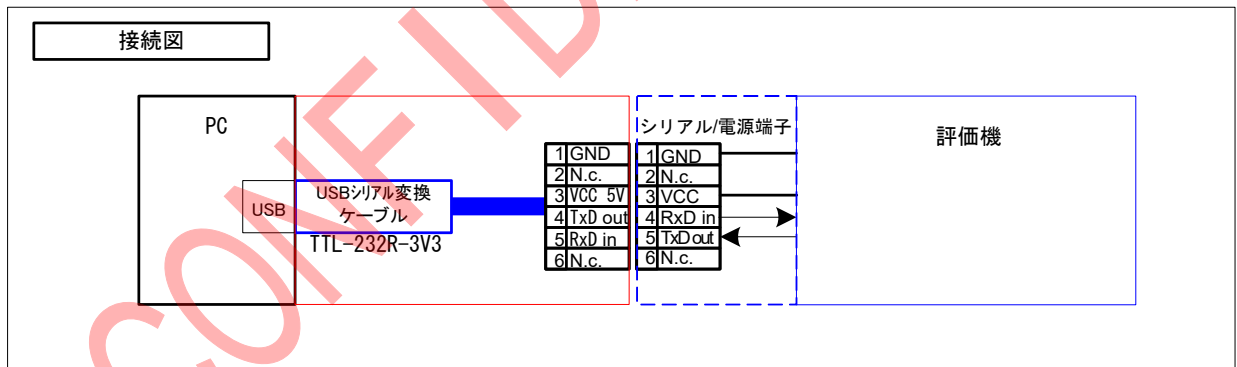 接続図
PC
USB
USBシリアル変換
ケーブル
TTL-232R-3V3
1 GND
2 N.c.
3 VCC 5V
4 TxD out
5 RxD in
6 N.c.
シリアル/電源端子
1 GND
2 N.c.
3 VCC
4 RxD in
5 TxD out
6 N.c.
評価機
CONFID